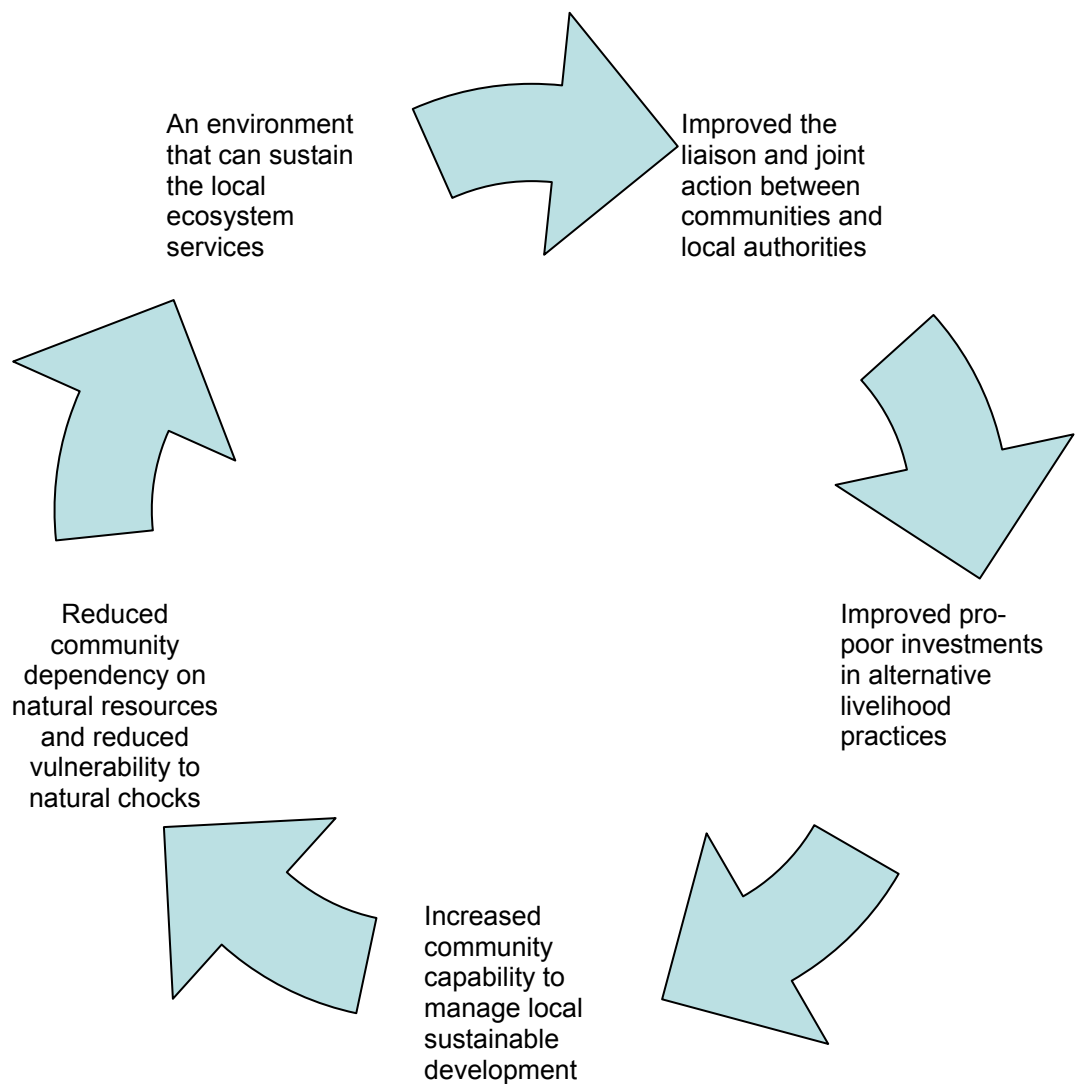 An environment
that can sustain
the local
ecosystem
services
Improved the
liaison and joint
action between
communities and
local authorities
Improved pro-
poor investments
in alternative
livelihood
practices
Increased
community
capability to
manage local
sustainable
development
Reduced
community
dependency on
natural resources
and reduced
vulnerability to
natural chocks